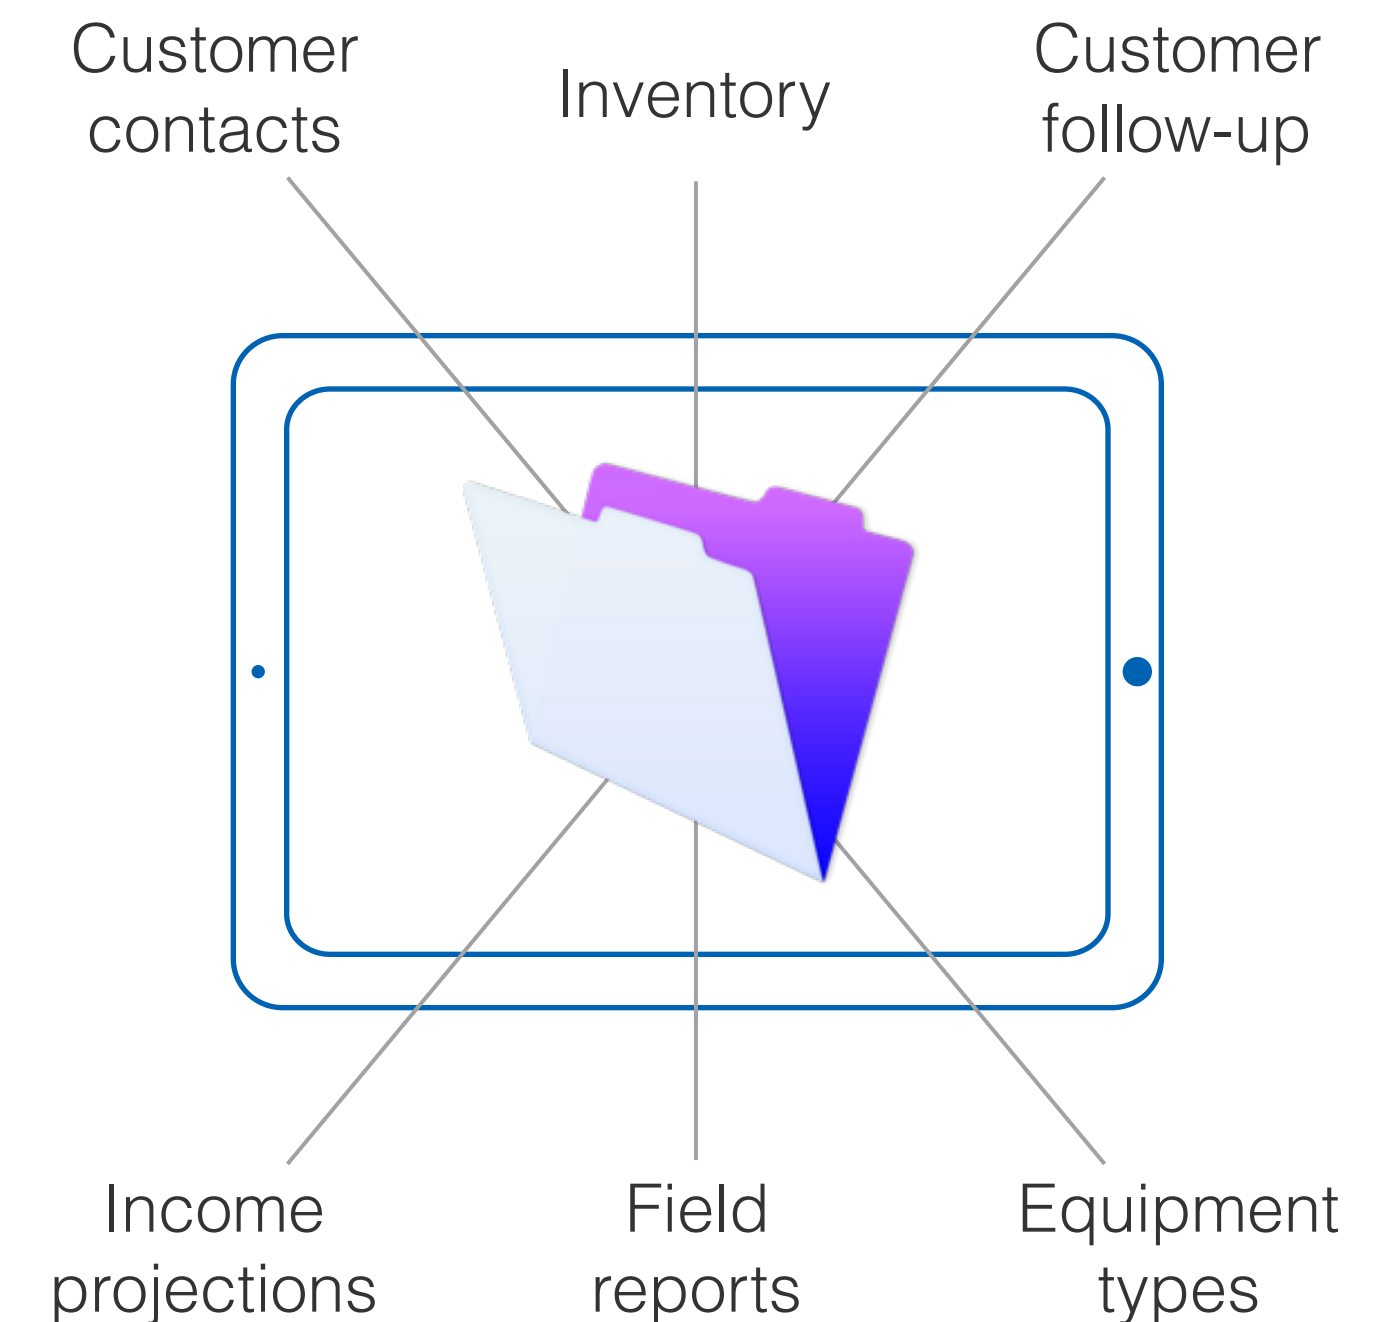 Customer
contacts
Inventory
Customer
follow-up
Income
projections
Field
reports
Equipment
types